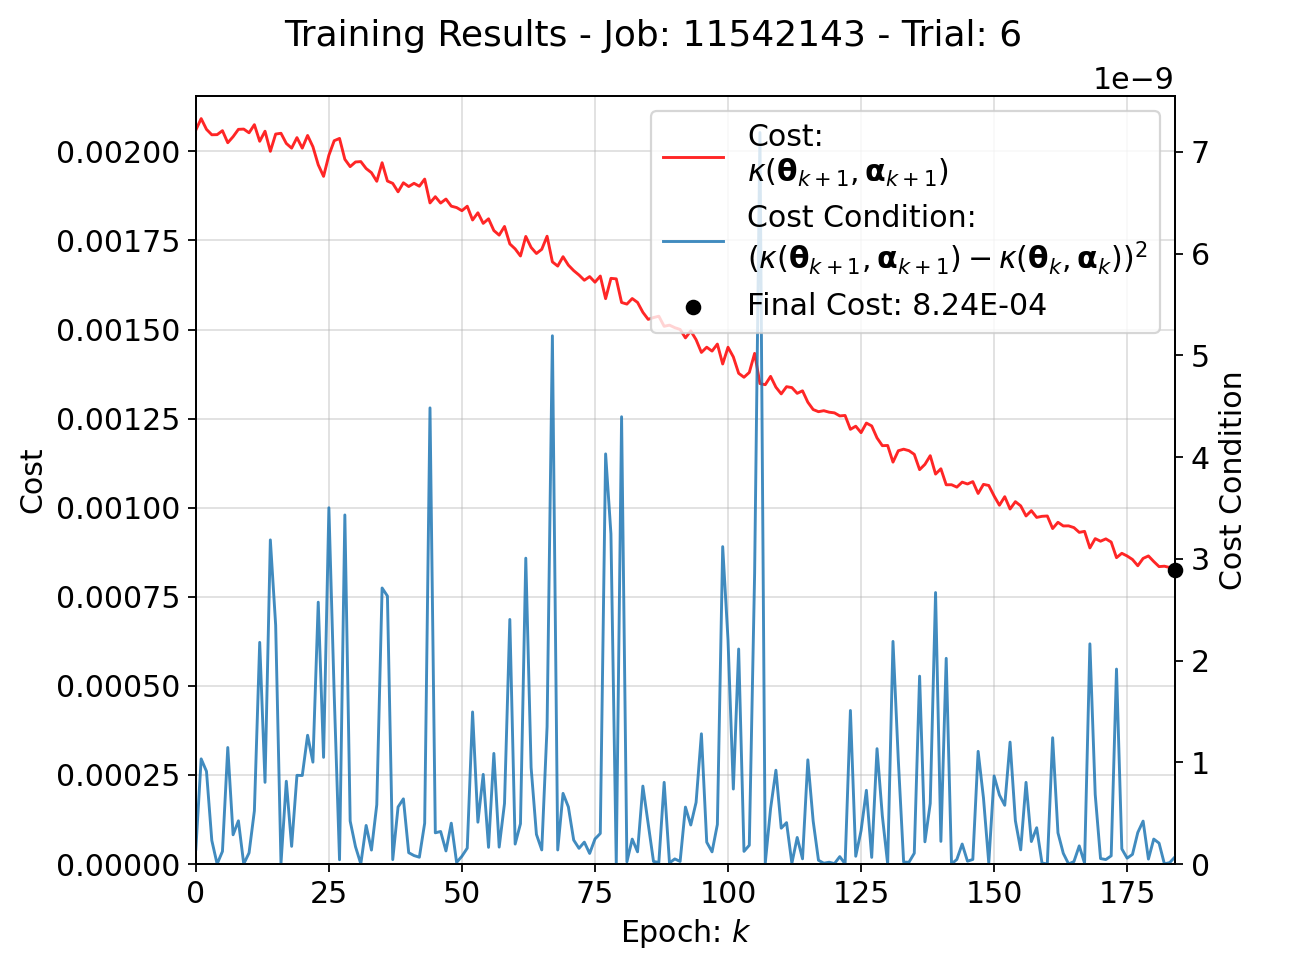 Training Results - Job: 11542143 - Trial: 6
1e−9
Cost:
κ(θₖ₊₁, αₖ₊₁)
Cost Condition:
(κ(θₖ₊₁, αₖ₊₁) − κ(θₖ, αₖ))²
Final Cost: 8.24E-04
0.00200
0.00175
0.00150
0.00125
0.00100
0.00075
0.00050
0.00025
0.00000
Cost
7
6
5
4
3
2
1
0
Cost Condition
0 25 50 75 100 125 150 175
Epoch: k